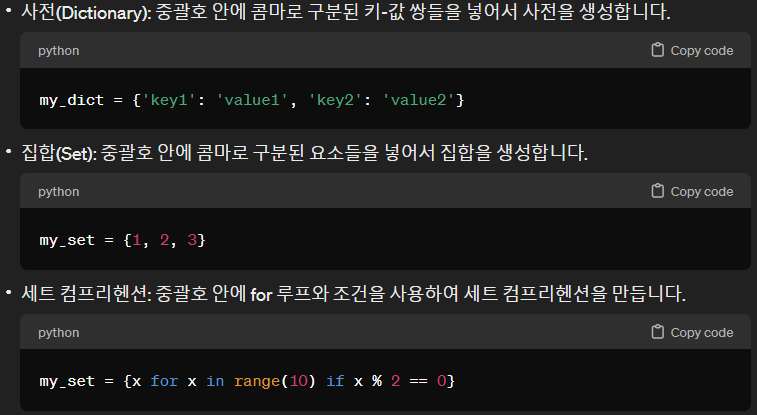 • 사전(Dictionary): 중괄호 안에 콤마로 구분된 키-값 쌍들을 넣어서 사전을 생성합니다.
python Copy code
my_dict = {'key1': 'value1', 'key2': 'value2'}
• 집합(Set): 중괄호 안에 콤마로 구분된 요소들을 넣어서 집합을 생성합니다.
python Copy code
my_set = {1, 2, 3}
• 세트 컴프리헨션: 중괄호 안에 for 루프와 조건을 사용하여 세트 컴프리헨션을 만듭니다.
python Copy code
my_set = {x for x in range(10) if x % 2 == 0}